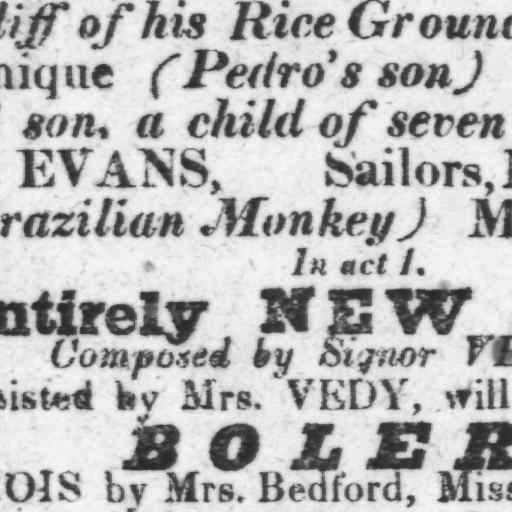 liff of his Rice Ground
nique (Pedro's son)
son, a child of seven
EVANS, Sailors,
razilian Monkey) M
In act 1.
ntirely NEW
Composed by Signor VE
sisted by Mrs. VEDY, will
BOLER
OIS by Mrs. Bedford, Miss